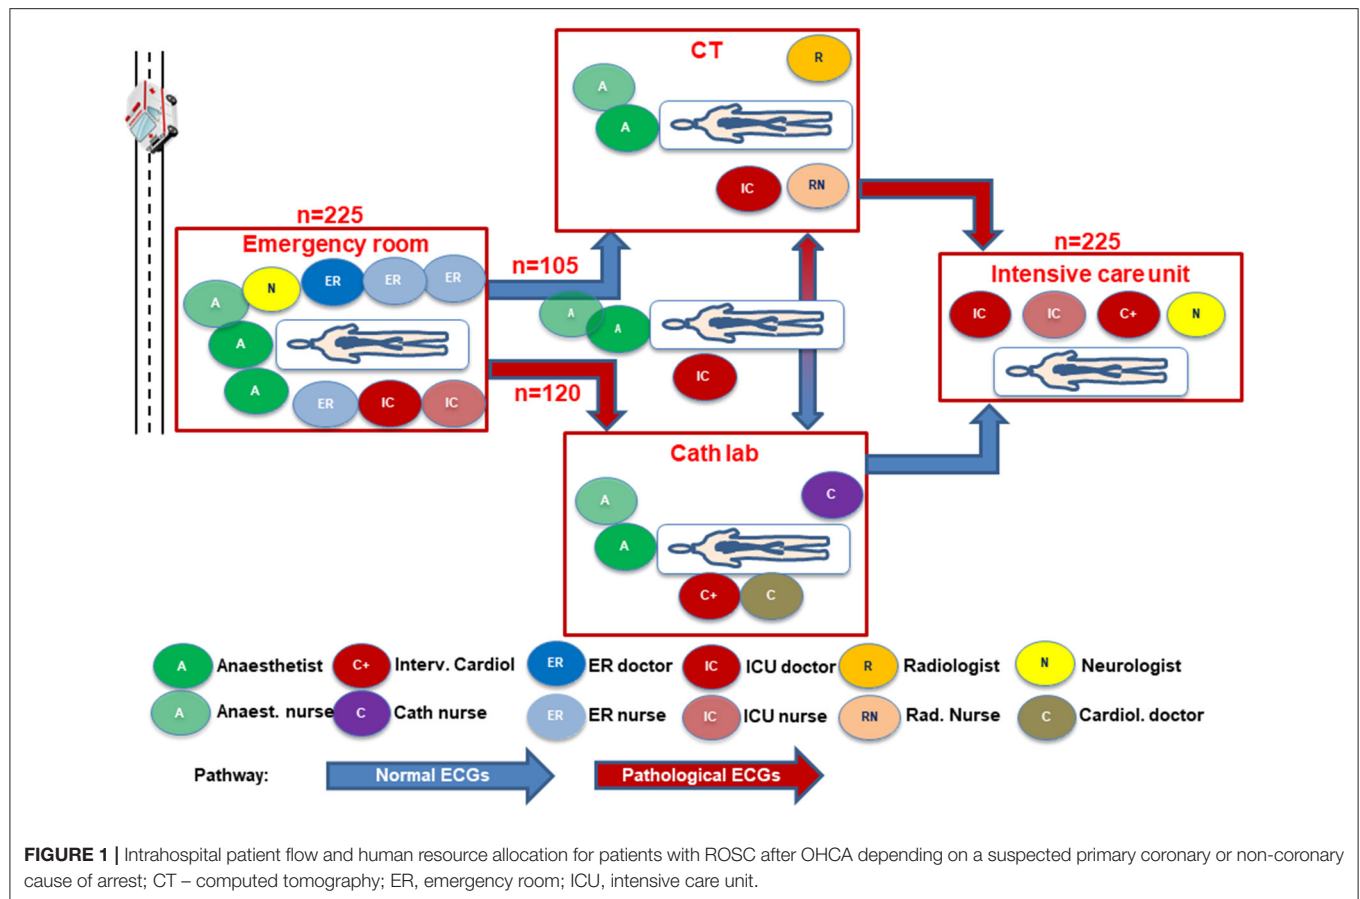 CT
R
A
A
IC
RN
n=225
Emergency room
A
N
ER
ER
ER
A
A
ER
IC
IC
n=105
n=120
A
A
IC
n=225
Intensive care unit
IC
IC
C+
N
Cath lab
A
C
A
C+
C
A Anaesthetist C+ Interv. Cardiol ER ER doctor IC ICU doctor R Radiologist N Neurologist
A Anaest. nurse C Cath nurse ER ER nurse IC ICU nurse RN Rad. Nurse C Cardiol. doctor
Pathway: Normal ECGs Pathological ECGs
FIGURE 1 | Intrahospital patient flow and human resource allocation for patients with ROSC after OHCA depending on a suspected primary coronary or non-coronary
cause of arrest; CT – computed tomography; ER, emergency room; ICU, intensive care unit.